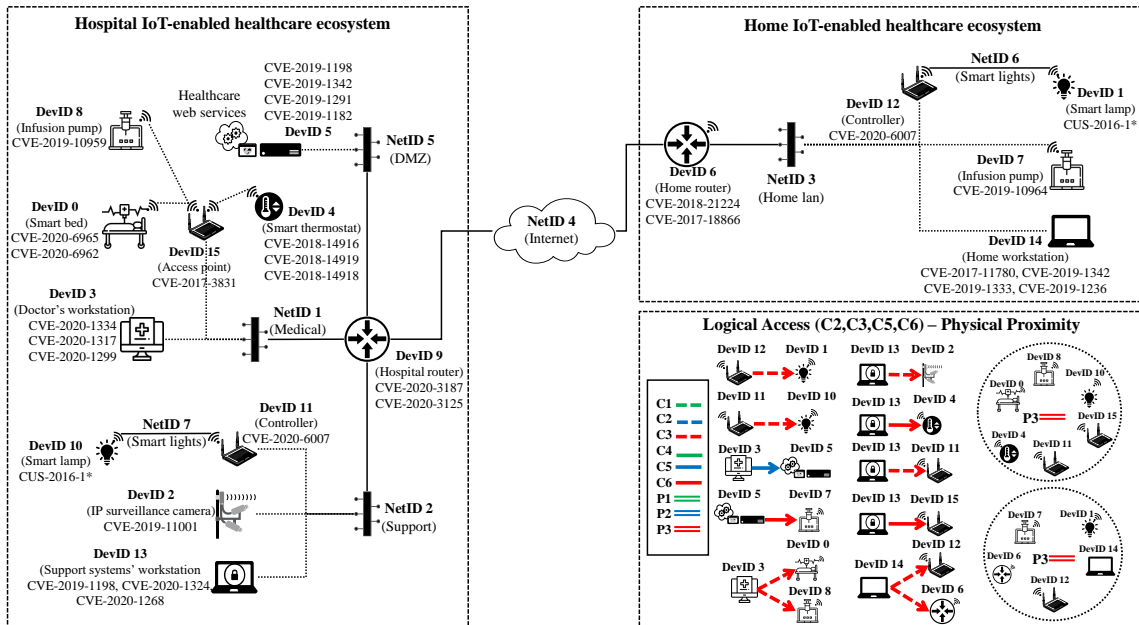 Hospital IoT-enabled healthcare ecosystem
CVE-2019-1198
CVE-2019-1342
CVE-2019-1291
CVE-2019-1182
Healthcare
web services
DevID 5
NetID 5
(DMZ)
DevID 8
(Infusion pump)
CVE-2019-10959
DevID 0
(Smart bed)
CVE-2020-6965
CVE-2020-6962
DevID 15
(Access point)
CVE-2017-3831
DevID 4
(Smart thermostat)
CVE-2018-14916
CVE-2018-14919
CVE-2018-14918
DevID 3
(Doctor's workstation)
CVE-2020-1334
CVE-2020-1317
CVE-2020-1299
NetID 1
(Medical)
DevID 9
(Hospital router)
CVE-2020-3187
CVE-2020-3125
NetID 7
(Smart lights)
DevID 11
(Controller)
CVE-2020-6007
DevID 10
(Smart lamp)
CUS-2016-1*
DevID 2
(IP surveillance camera)
CVE-2019-11001
NetID 2
(Support)
DevID 13
(Support systems' workstation)
CVE-2019-1198, CVE-2020-1324
CVE-2020-1268
NetID 4
(Internet)
Home IoT-enabled healthcare ecosystem
NetID 6
(Smart lights)
DevID 1
(Smart lamp)
CUS-2016-1*
DevID 12
(Controller)
CVE-2020-6007
DevID 6
(Home router)
CVE-2018-21224
CVE-2017-18866
NetID 3
(Home lan)
DevID 7
(Infusion pump)
CVE-2019-10964
DevID 14
(Home workstation)
CVE-2017-11780, CVE-2019-1342
CVE-2019-1333, CVE-2019-1236
Logical Access (C2,C3,C5,C6) – Physical Proximity
C1
C2
C3
C4
C5
C6
P1
P2
P3
DevID 12
DevID 1
DevID 11
DevID 10
DevID 3
DevID 5
DevID 5
DevID 7
DevID 3
DevID 0
DevID 8
DevID 13
DevID 2
DevID 13
DevID 4
DevID 13
DevID 11
DevID 13
DevID 15
DevID 14
DevID 12
DevID 6
DevID 8
DevID 0
DevID 10
P3
DevID 15
DevID 4
DevID 11
DevID 7
DevID 1
DevID 6
P3
DevID 14
DevID 12